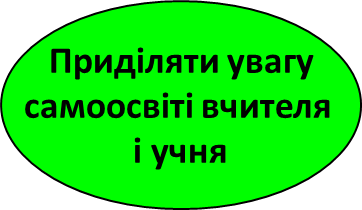 Приділяти увагу
самоосвіті вчителя
і учня